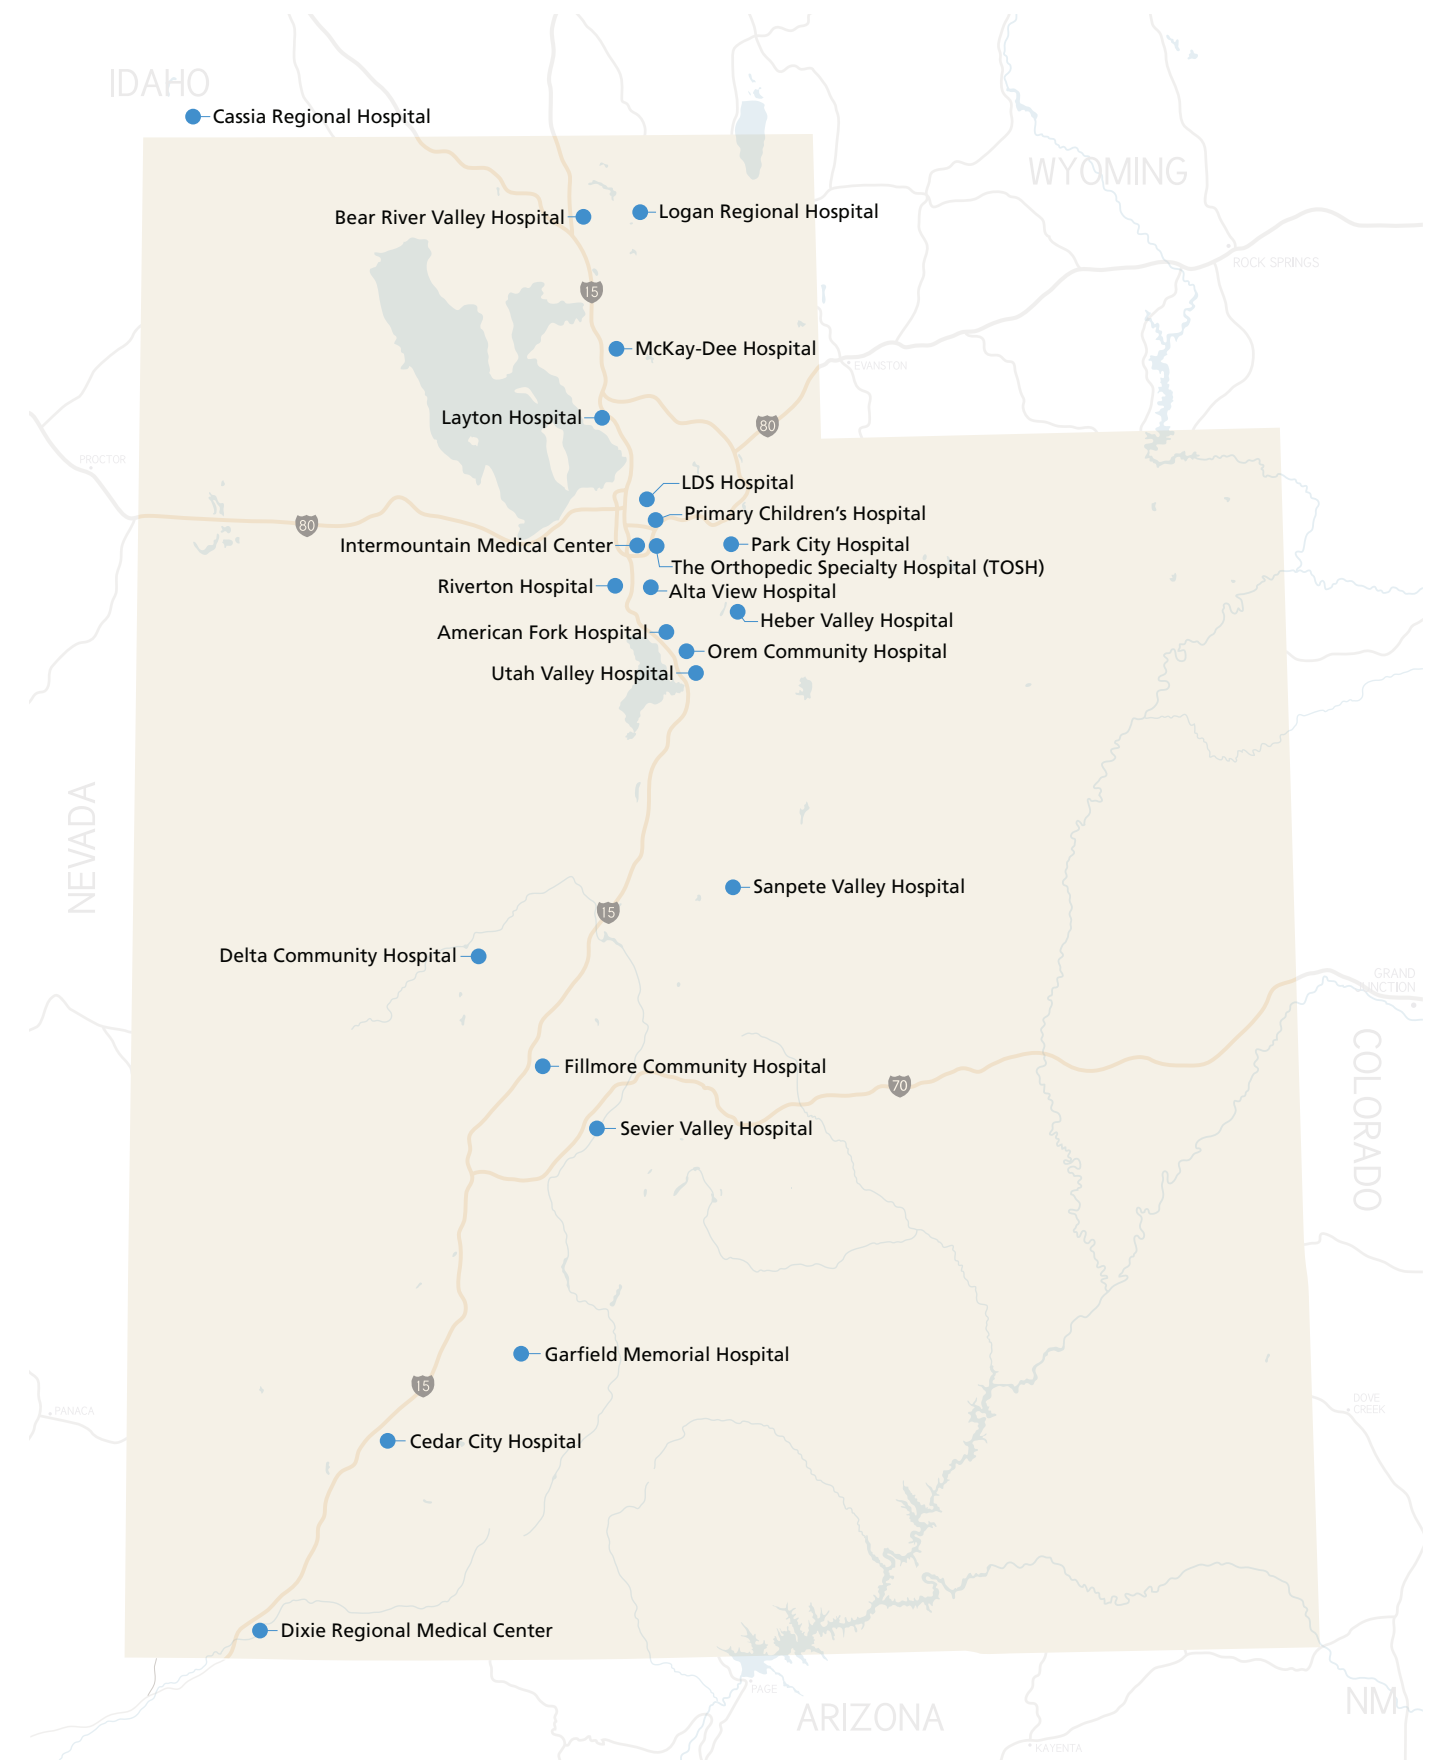 IDAHO
Cassia Regional Hospital
WYOMING
Bear River Valley Hospital
Logan Regional Hospital
ROCK SPRINGS
15
McKay-Dee Hospital
EVANSTON
Layton Hospital
80
PROCTOR
LDS Hospital
Primary Children's Hospital
80
Intermountain Medical Center
Park City Hospital
The Orthopedic Specialty Hospital (TOSH)
Riverton Hospital
Alta View Hospital
Heber Valley Hospital
American Fork Hospital
Orem Community Hospital
Utah Valley Hospital
NEVADA
Sanpete Valley Hospital
15
Delta Community Hospital
GRAND
JUNCTION
COLORADO
Fillmore Community Hospital
70
Sevier Valley Hospital
Garfield Memorial Hospital
15
DOVE
CREEK
PANACA
Cedar City Hospital
Dixie Regional Medical Center
PAGE
ARIZONA
NM
KAYENTA